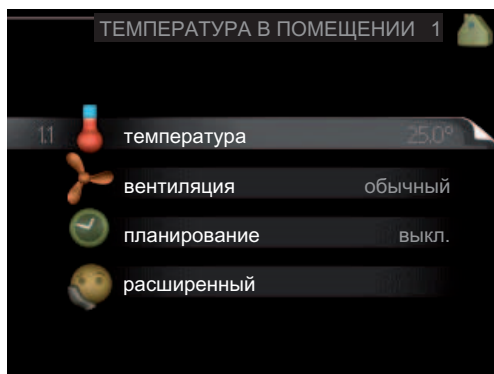 ТЕМПЕРАТУРА В ПОМЕЩЕНИИ 1
1.1 температура 25.0°
вентиляция обычный
планирование выкл.
расширенный